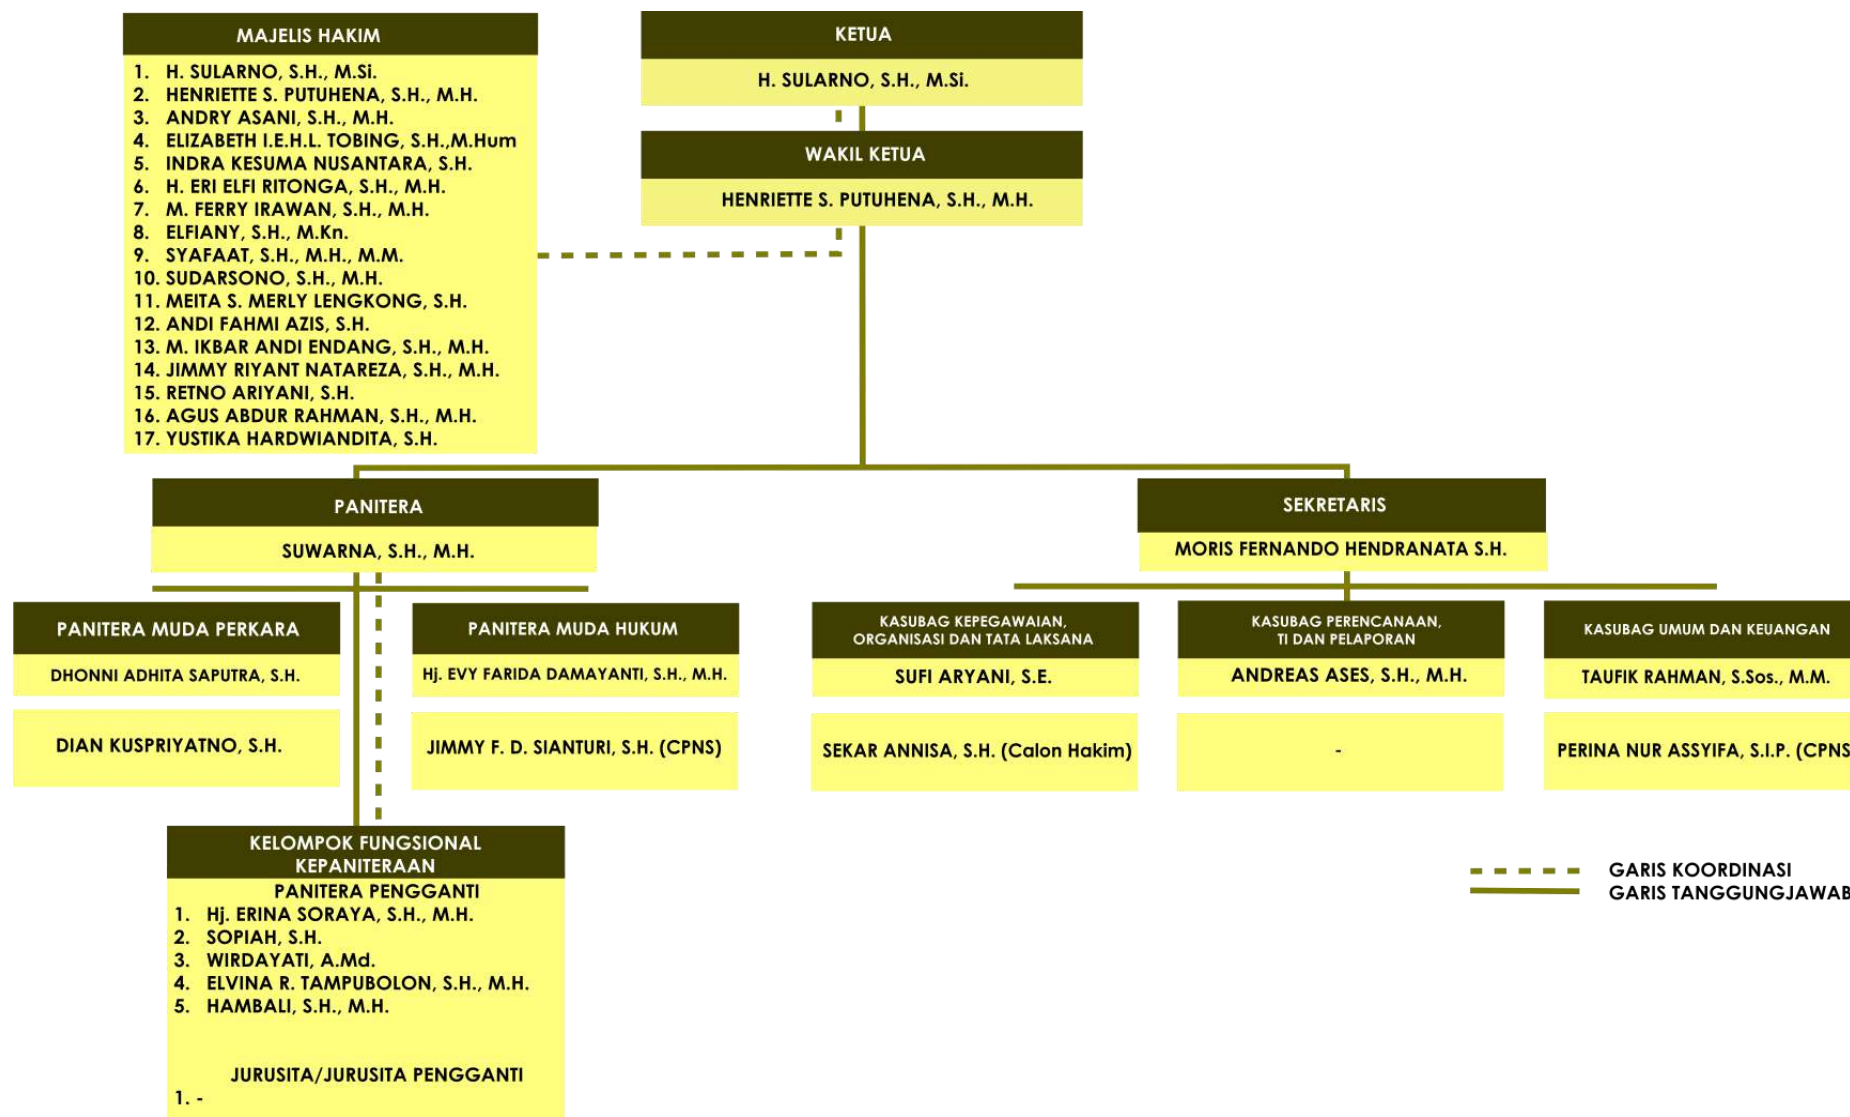 MAJELIS HAKIM
1. H. SULARNO, S.H., M.Si.
2. HENRIETTE S. PUTUHENA, S.H., M.H.
3. ANDRY ASANI, S.H., M.H.
4. ELIZABETH I.E.H.L. TOBING, S.H.,M.Hum
5. INDRA KESUMA NUSANTARA, S.H.
6. H. ERI ELFI RITONGA, S.H., M.H.
7. M. FERRY IRAWAN, S.H., M.H.
8. ELFIANY, S.H., M.Kn.
9. SYAFAAT, S.H., M.H., M.M.
10. SUDARSONO, S.H., M.H.
11. MEITA S. MERLY LENGKONG, S.H.
12. ANDI FAHMI AZIS, S.H.
13. M. IKBAR ANDI ENDANG, S.H., M.H.
14. JIMMY RIYANT NATAREZA, S.H., M.H.
15. RETNO ARIYANI, S.H.
16. AGUS ABDUR RAHMAN, S.H., M.H.
17. YUSTIKA HARDWIANDITA, S.H.
KETUA
H. SULARNO, S.H., M.Si.
WAKIL KETUA
HENRIETTE S. PUTUHENA, S.H., M.H.
PANITERA
SUWARNA, S.H., M.H.
SEKRETARIS
MORIS FERNANDO HENDRANATA S.H.
PANITERA MUDA PERKARA
DHONNI ADHITA SAPUTRA, S.H.
DIAN KUSPRIYATNO, S.H.
PANITERA MUDA HUKUM
Hj. EVY FARIDA DAMAYANTI, S.H., M.H.
JIMMY F. D. SIANTURI, S.H. (CPNS)
KASUBAG KEPEGAWAIAN,
ORGANISASI DAN TATA LAKSANA
SUFI ARYANI, S.E.
SEKAR ANNISA, S.H. (Calon Hakim)
KASUBAG PERENCANAAN,
TI DAN PELAPORAN
ANDREAS ASES, S.H., M.H.
-
KASUBAG UMUM DAN KEUANGAN
TAUFIK RAHMAN, S.Sos., M.M.
PERINA NUR ASSYIFA, S.I.P. (CPNS
KELOMPOK FUNGSIONAL
KEPANITERAAN
PANITERA PENGGANTI
1. Hj. ERINA SORAYA, S.H., M.H.
2. SOPIAH, S.H.
3. WIRDAYATI, A.Md.
4. ELVINA R. TAMPUBOLON, S.H., M.H.
5. HAMBALI, S.H., M.H.
JURUSITA/JURUSITA PENGGANTI
1. -
GARIS KOORDINASI
GARIS TANGGUNGJAWAB